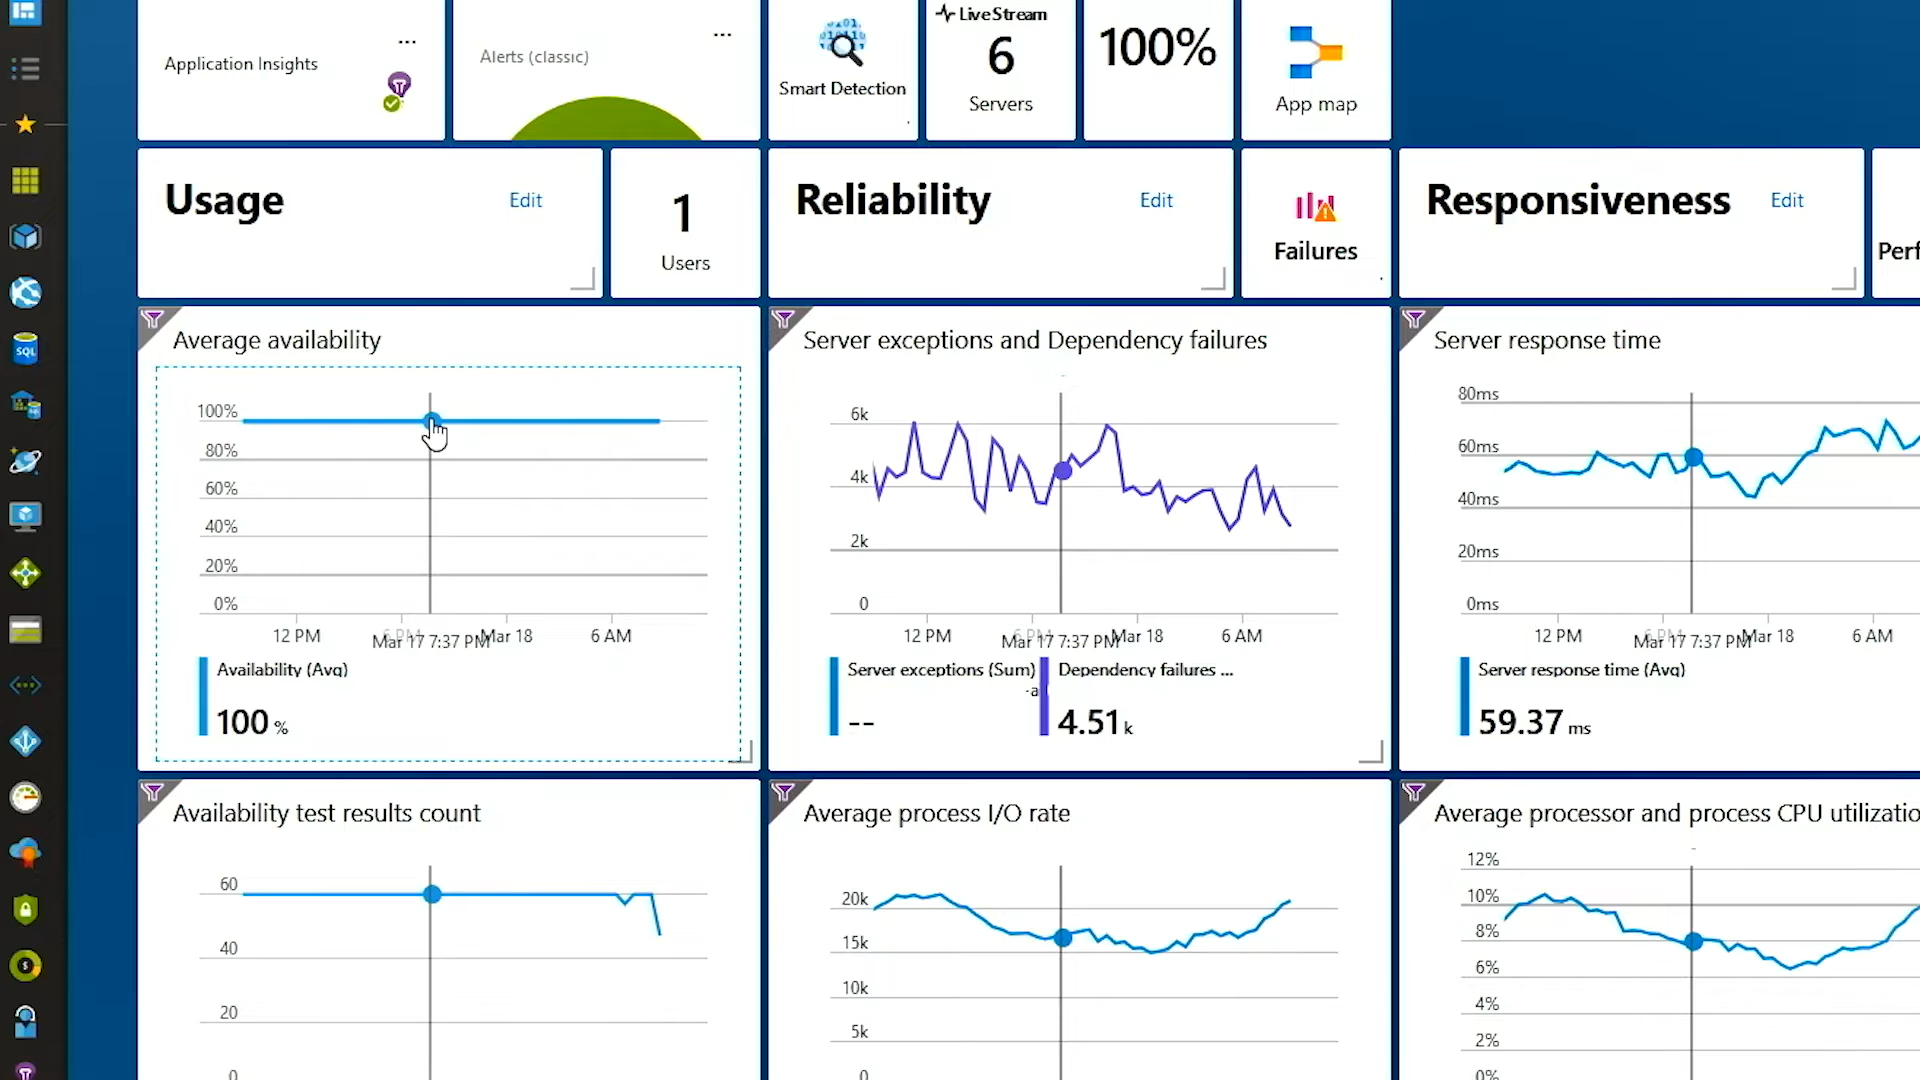 Application Insights
...
Alerts (classic)
...
Smart Detection
LiveStream
6
Servers
100%
App map
Usage
Edit
1
Users
Reliability
Edit
Failures
Responsiveness
Edit
Average availability
100%
80%
60%
40%
20%
0%
12 PM
Mar 17 7:37 PM
Mar 18
6 AM
Availability (Avg)
100 %
Server exceptions and Dependency failures
6k
4k
2k
0
12 PM
Mar 17 7:37 PM
Mar 18
6 AM
Server exceptions (Sum)
--
Dependency failures ...
4.51 k
Server response time
80ms
60ms
40ms
20ms
0ms
12 PM
Mar 17 7:37 PM
Mar 18
6 AM
Server response time (Avg)
59.37 ms
Availability test results count
60
40
20
0
Average process I/O rate
20k
15k
10k
5k
0
Average processor and process CPU utilizatio
12%
10%
8%
6%
4%
2%
0%
SQL